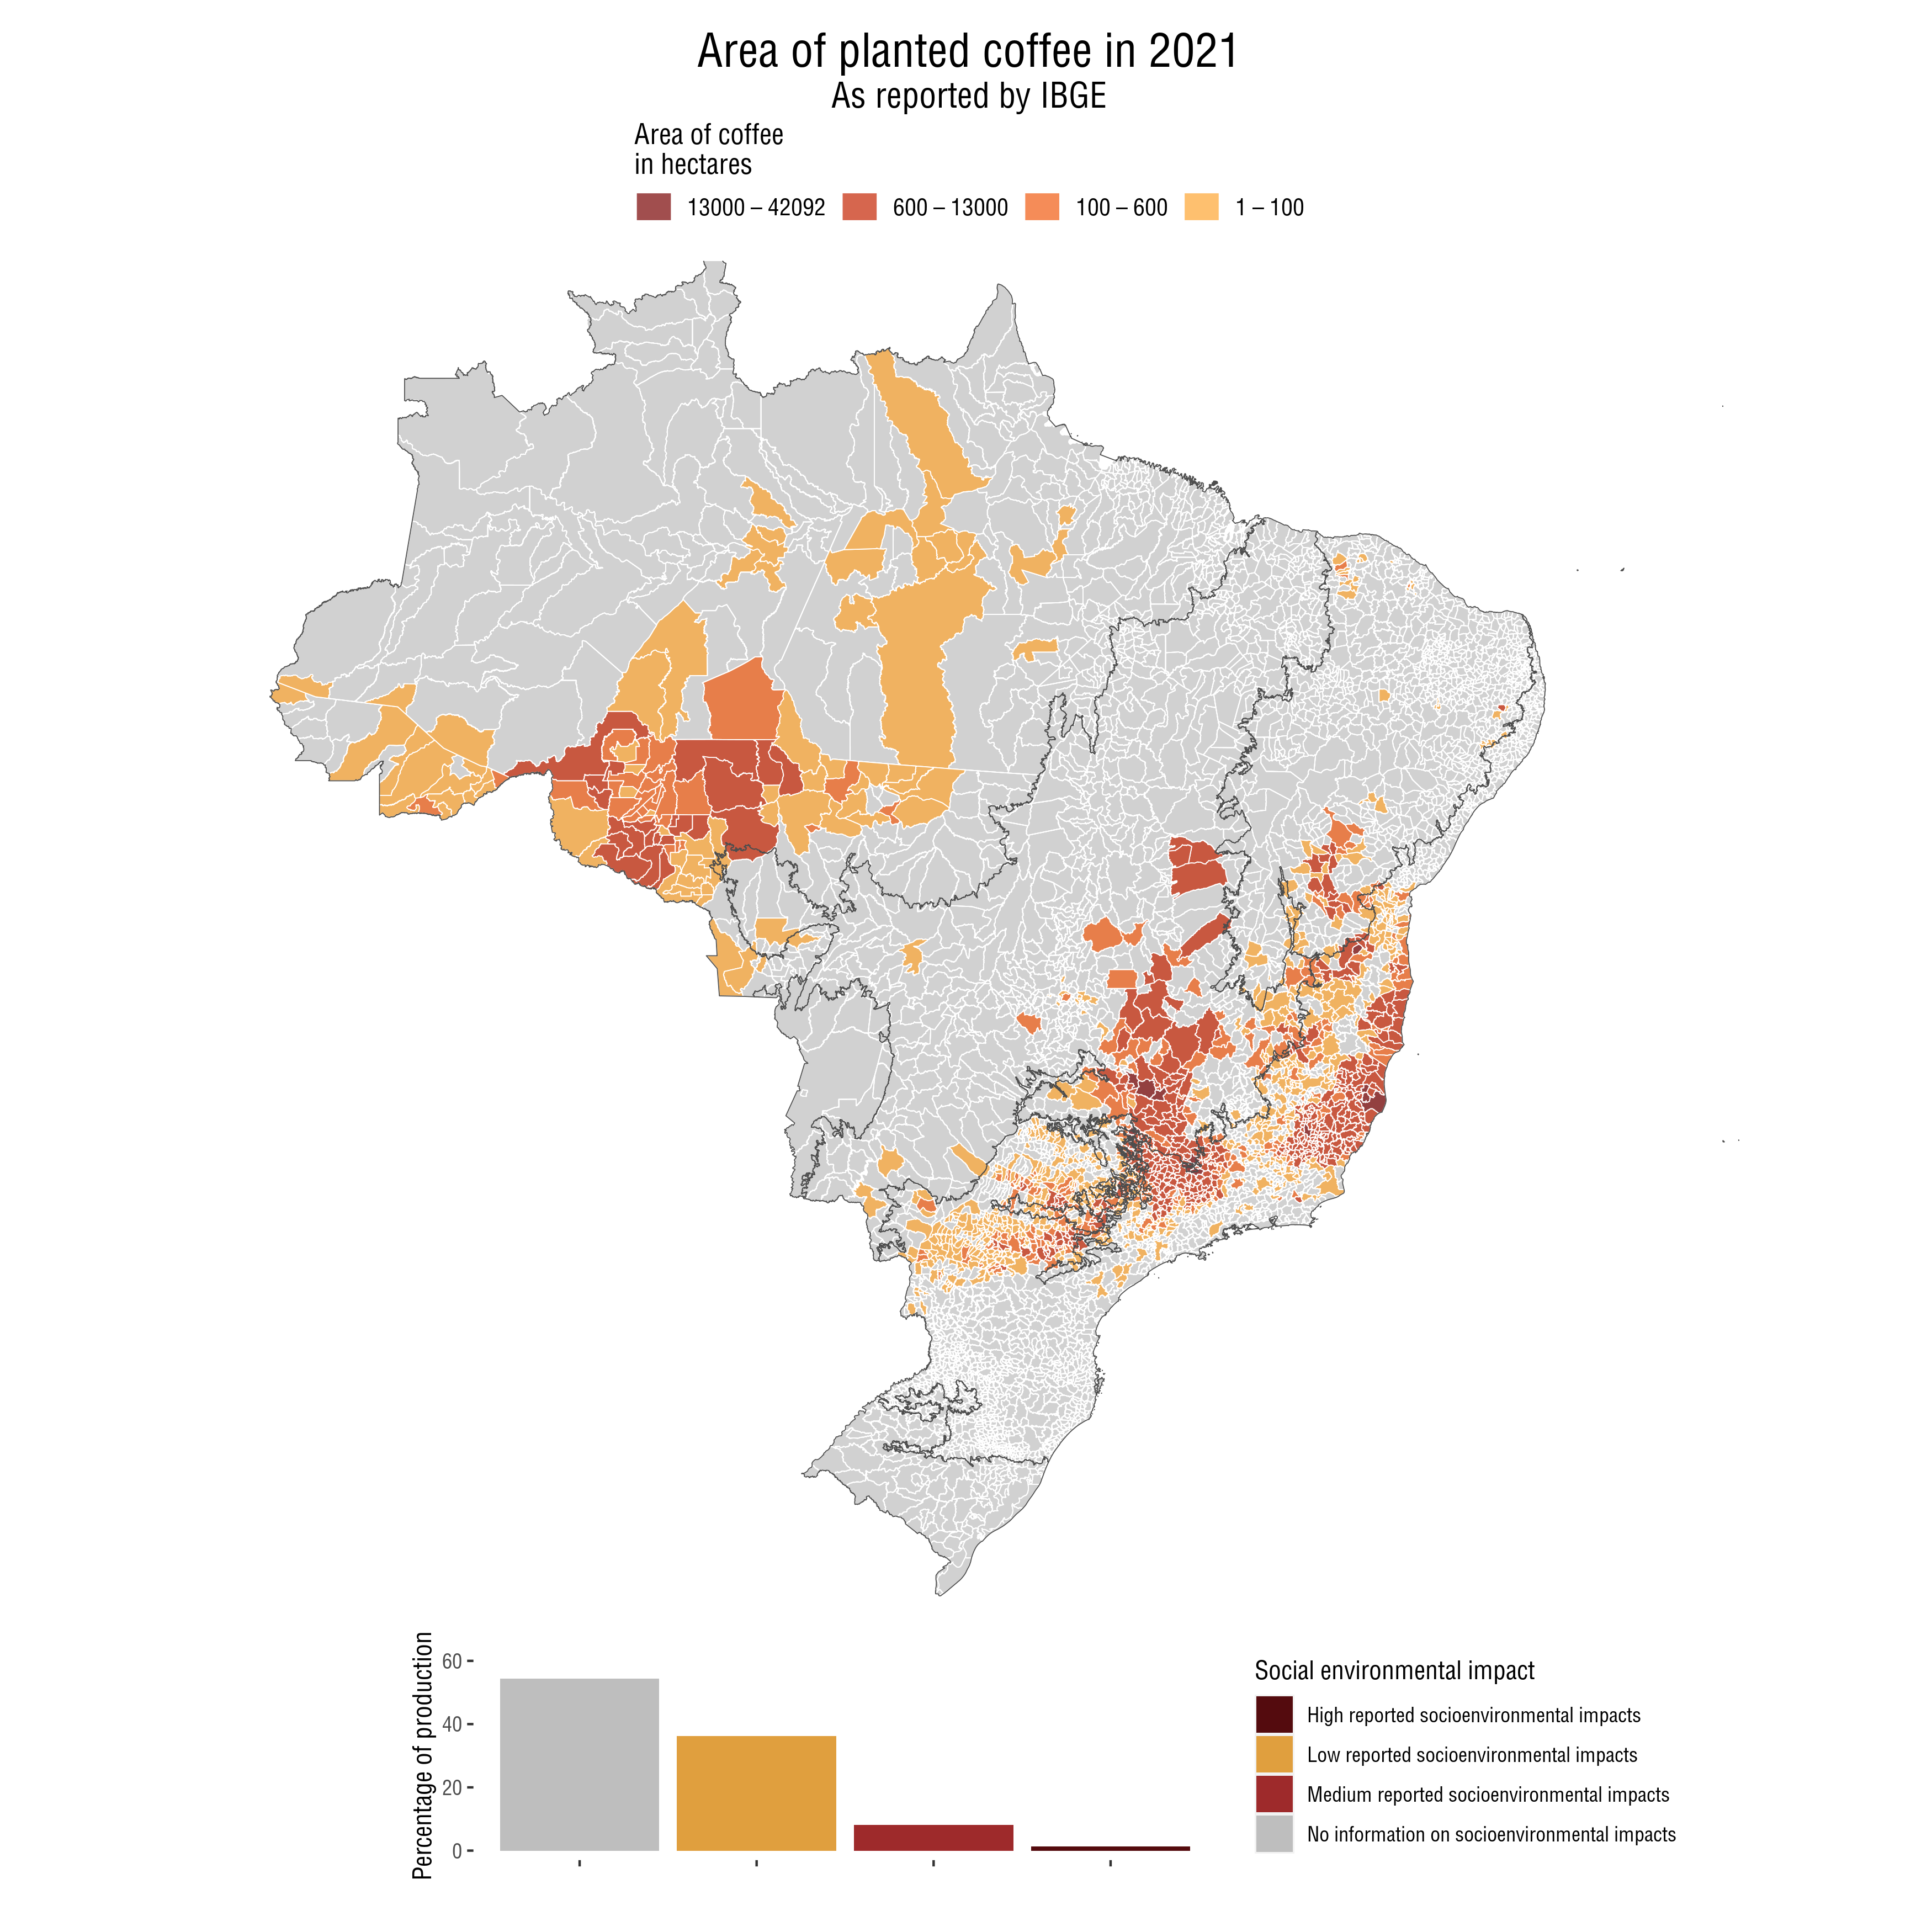 Area of planted coffee in 2021
As reported by IBGE
Area of coffee
in hectares
13000 – 42092
600 – 13000
100 – 600
1 – 100
Percentage of production
60
40
20
0
Social environmental impact
High reported socioenvironmental impacts
Low reported socioenvironmental impacts
Medium reported socioenvironmental impacts
No information on socioenvironmental impacts